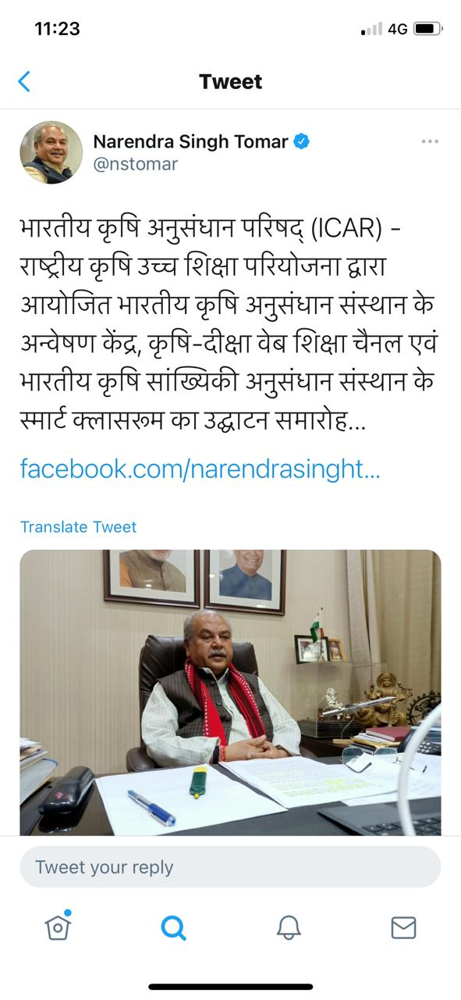 11:23
4G
Tweet
Narendra Singh Tomar
@nstomar
भारतीय कृषि अनुसंधान परिषद् (ICAR) -
राष्ट्रीय कृषि उच्च शिक्षा परियोजना द्वारा
आयोजित भारतीय कृषि अनुसंधान संस्थान के
अन्वेषण केंद्र, कृषि-दीक्षा वेब शिक्षा चैनल एवं
भारतीय कृषि सांख्यिकी अनुसंधान संस्थान के
स्मार्ट क्लासरूम का उद्घाटन समारोह...
facebook.com/narendrasinght...
Translate Tweet
Tweet your reply